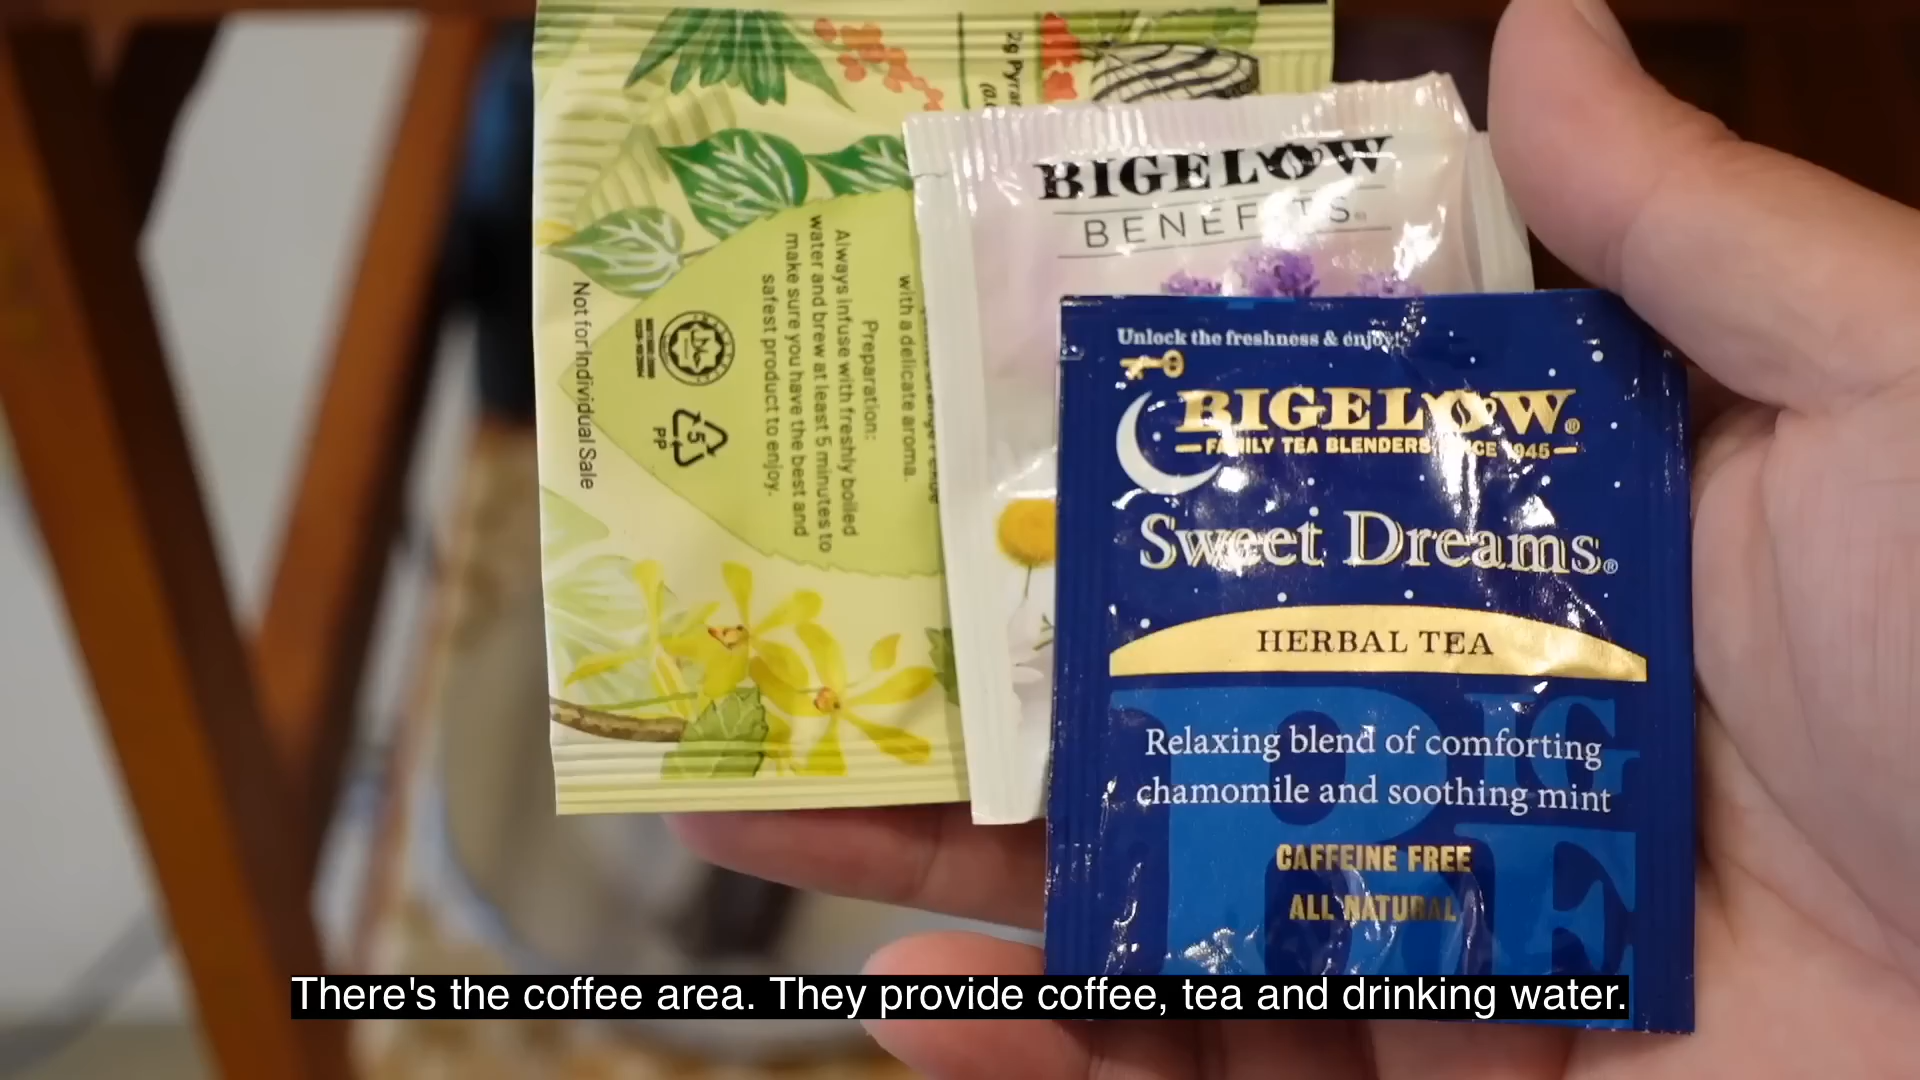 2g Pyra
with a delicate aroma.
Preparation:
Always infuse with freshly boiled
water and brew at least 5 minutes to
make sure you have the best and
safest product to enjoy.
5
PP
Not for Individual Sale
BIGELOW
BENEFITS
Unlock the freshness & enjoy!
BIGELOW®
FAMILY TEA BLENDERS SINCE 1945
Sweet Dreams®
HERBAL TEA
Relaxing blend of comforting
chamomile and soothing mint
CAFFEINE FREE
ALL NATURAL
There's the coffee area. They provide coffee, tea and drinking water.